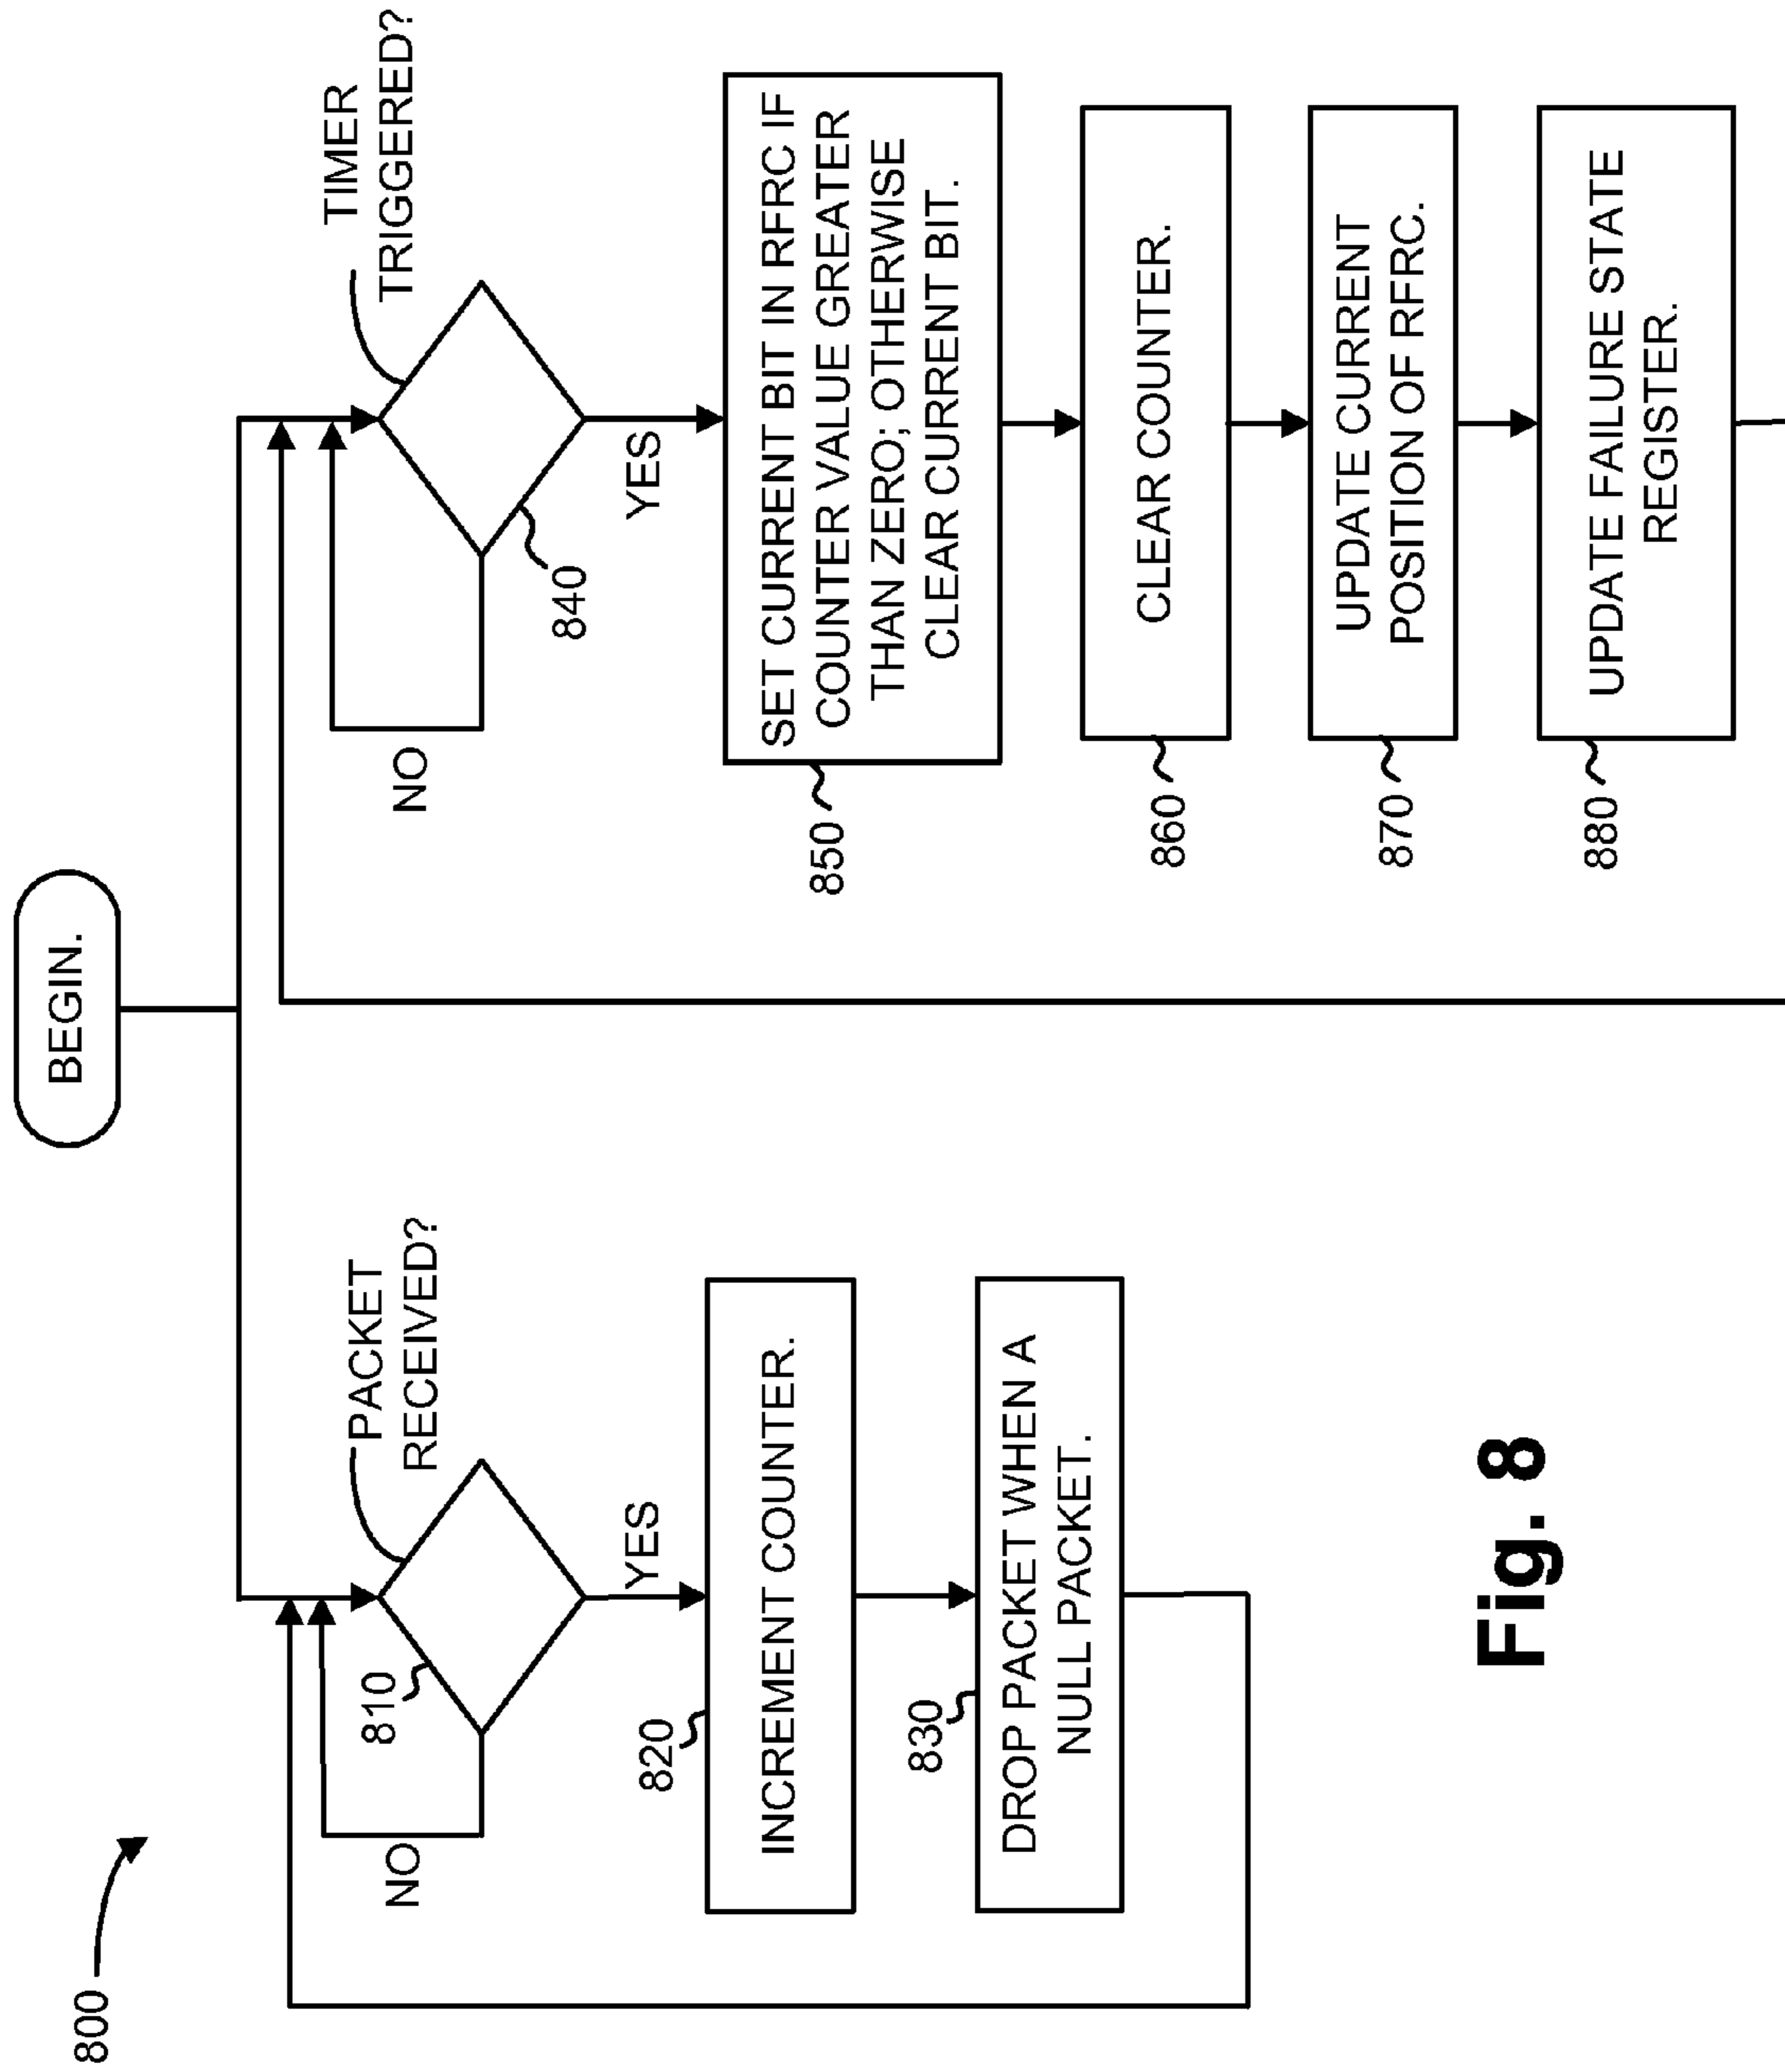 800
BEGIN.
PACKET
RECEIVED?
810
NO
YES
820
INCREMENT COUNTER.
830
DROP PACKET WHEN A
NULL PACKET.
TIMER
TRIGGERED?
NO
840
YES
850
SET CURRENT BIT IN RFRC IF
COUNTER VALUE GREATER
THAN ZERO; OTHERWISE
CLEAR CURRENT BIT.
860
CLEAR COUNTER.
870
UPDATE CURRENT
POSITION OF RFRC.
880
UPDATE FAILURE STATE
REGISTER.
Fig. 8